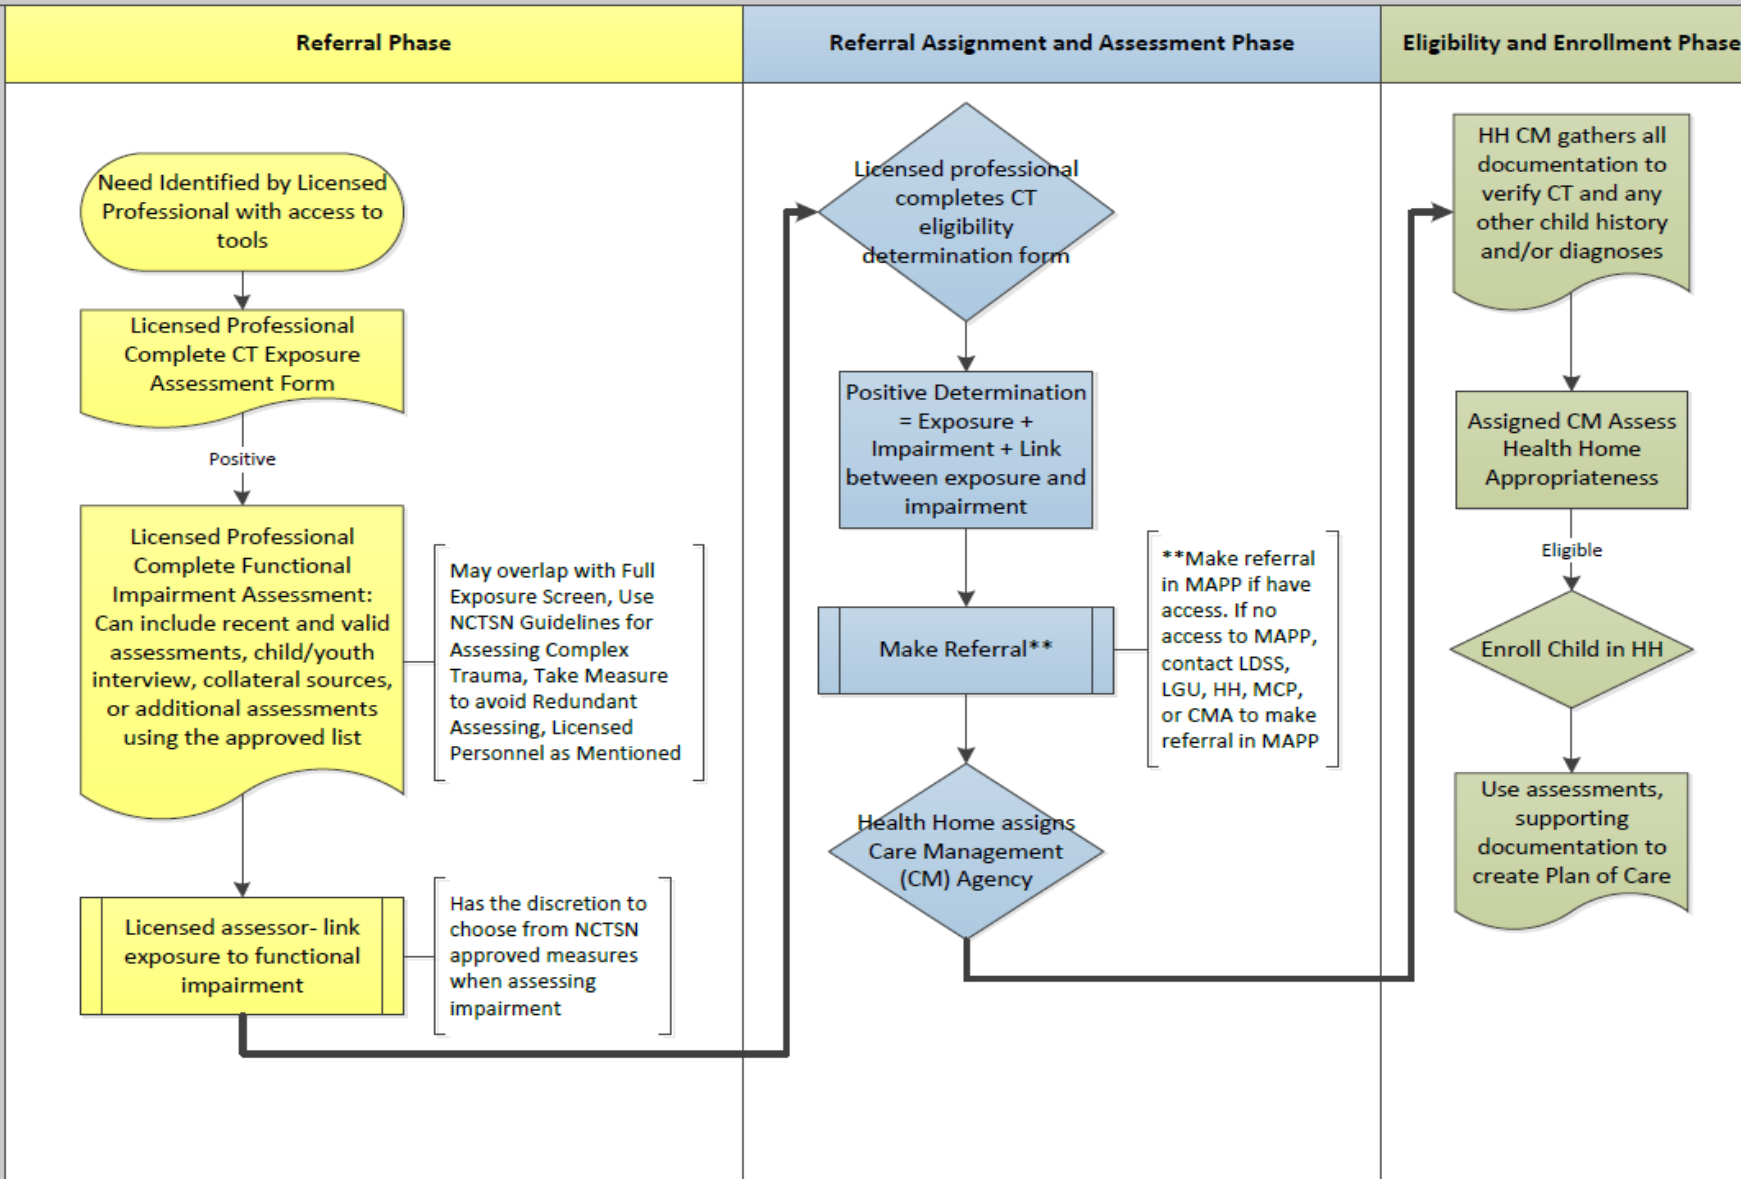 Referral Phase
Referral Assignment and Assessment Phase
Eligibility and Enrollment Phase
Need Identified by Licensed
Professional with access to
tools
Licensed Professional
Complete CT Exposure
Assessment Form
Positive
Licensed Professional
Complete Functional
Impairment Assessment:
Can include recent and valid
assessments, child/youth
interview, collateral sources,
or additional assessments
using the approved list
May overlap with Full
Exposure Screen, Use
NCTSN Guidelines for
Assessing Complex
Trauma, Take Measure
to avoid Redundant
Assessing, Licensed
Personnel as Mentioned
Licensed assessor- link
exposure to functional
impairment
Has the discretion to
choose from NCTSN
approved measures
when assessing
impairment
Licensed professional
completes CT
eligibility
determination form
Positive Determination
= Exposure +
Impairment + Link
between exposure and
impairment
Make Referral**
**Make referral
in MAPP if have
access. If no
access to MAPP,
contact LDSS,
LGU, HH, MCP,
or CMA to make
referral in MAPP
Health Home assigns
Care Management
(CM) Agency
HH CM gathers all
documentation to
verify CT and any
other child history
and/or diagnoses
Assigned CM Assess
Health Home
Appropriateness
Eligible
Enroll Child in HH
Use assessments,
supporting
documentation to
create Plan of Care